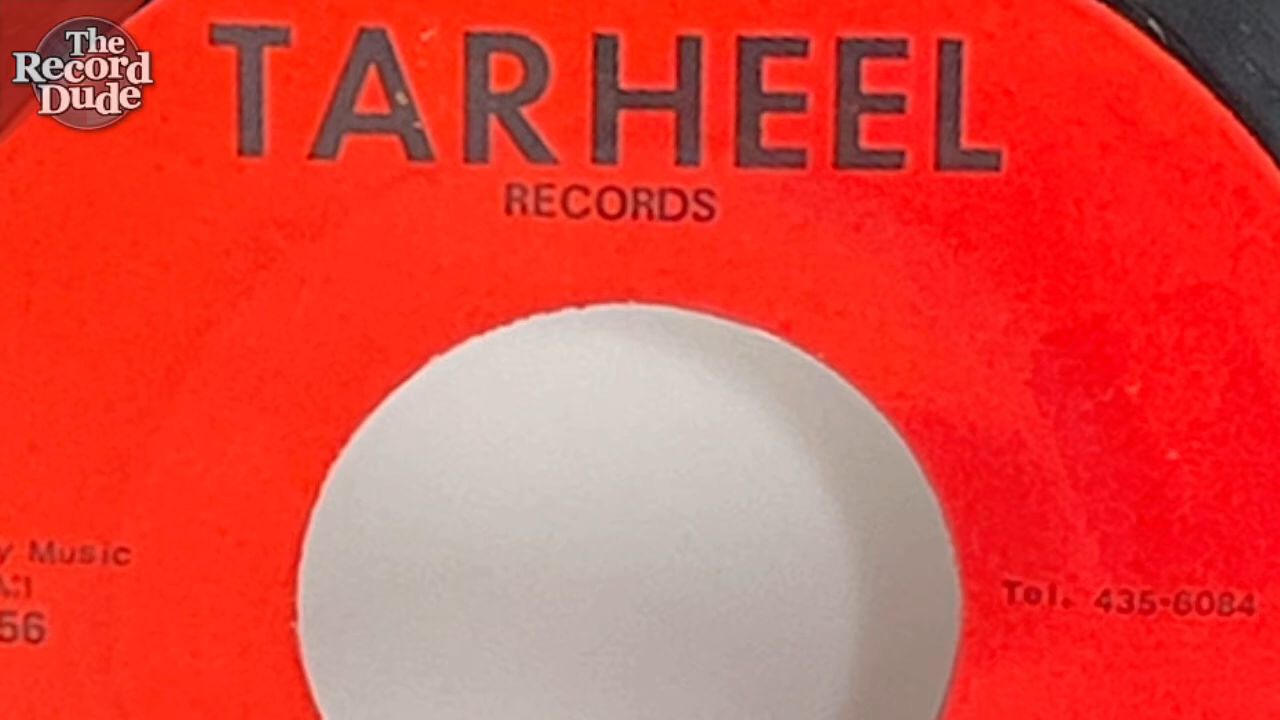 The
Record
Dude
TARHEEL
RECORDS
Music
56
Tel. 435-6084